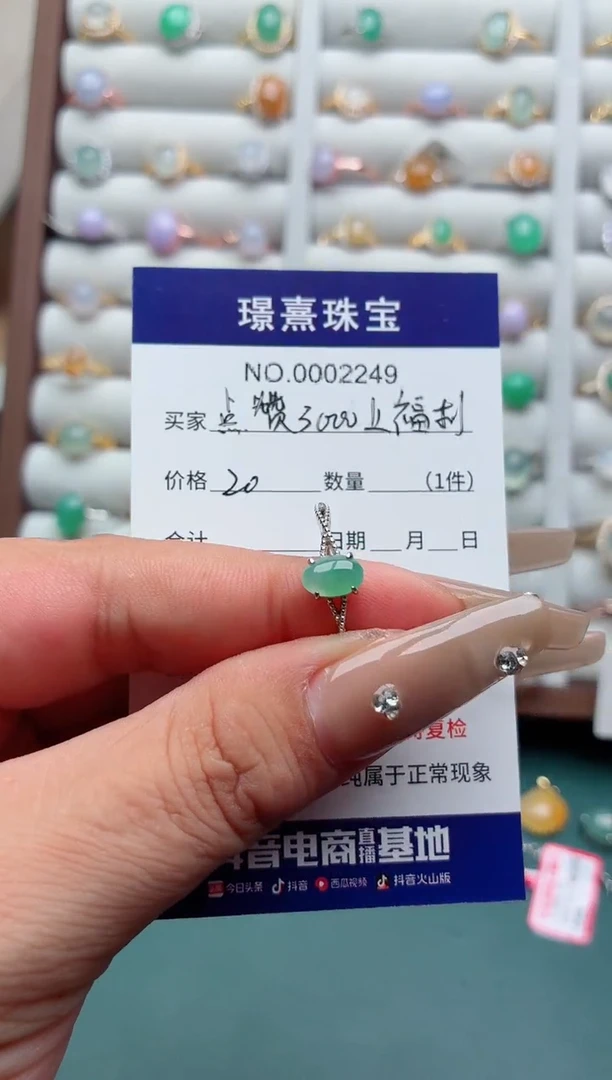 璟熹珠宝
NO.0002249
买家 点赞3000上福利
价格 20 数量 (1件)
合计 日期 月 日
复检
纯属于正常现象
抖音电商直播基地
今日头条 抖音 西瓜视频 抖音火山版